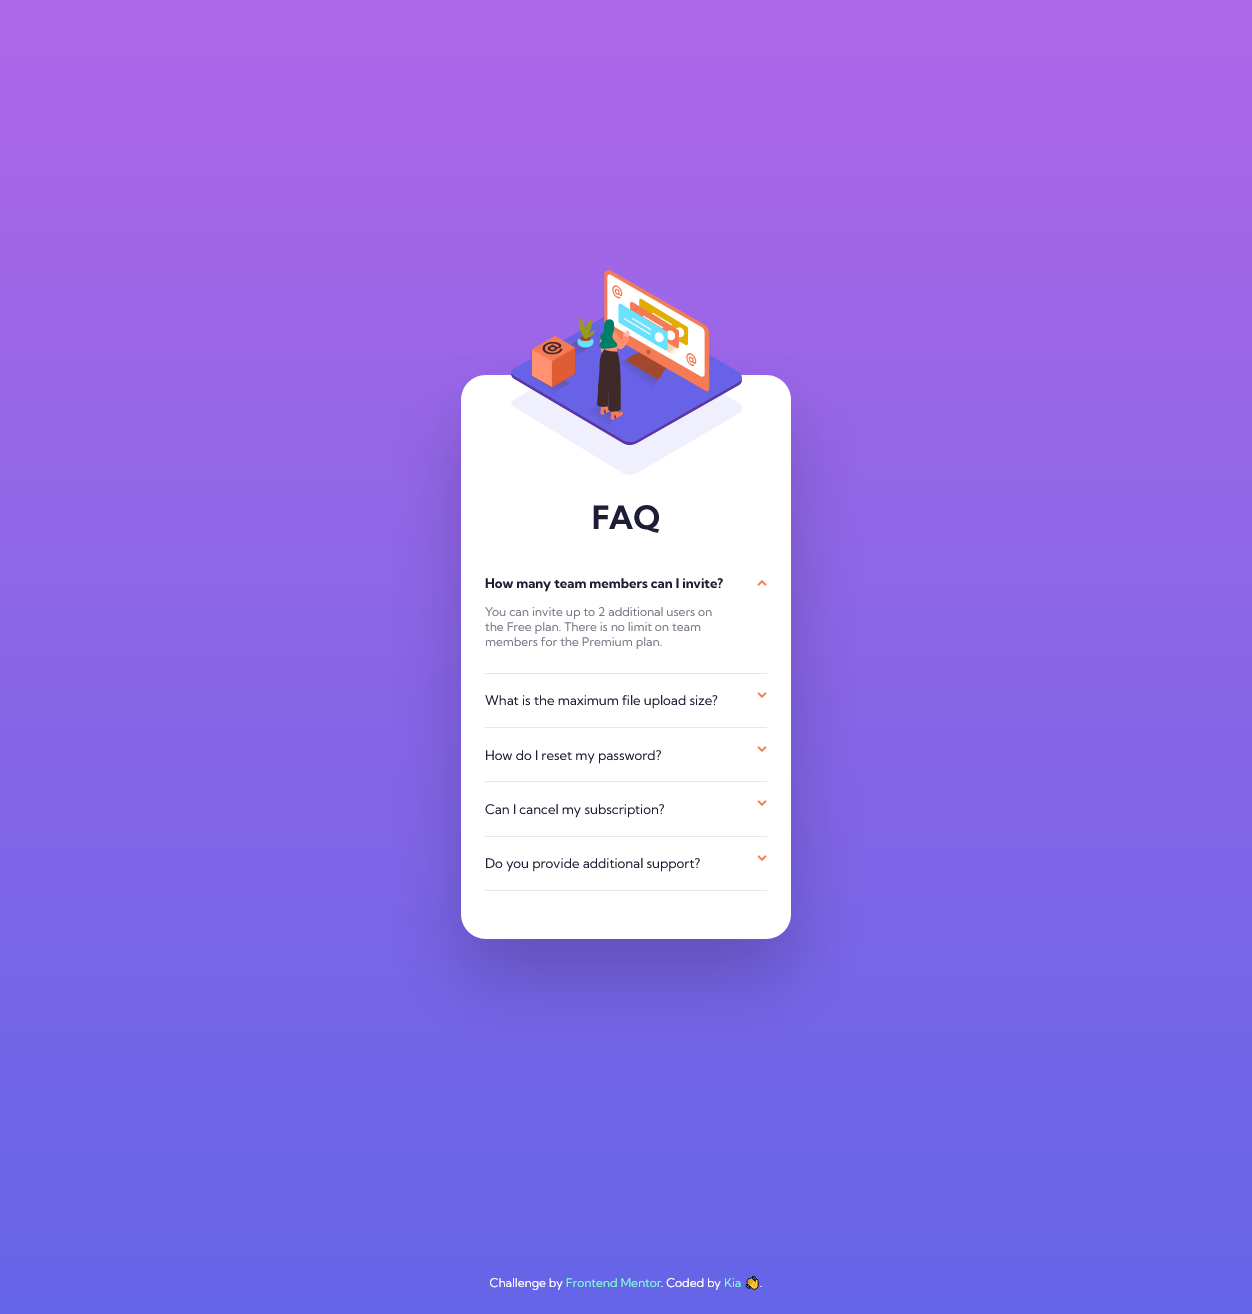 @
@
@
FAQ
How many team members can I invite?
You can invite up to 2 additional users on
the Free plan. There is no limit on team
members for the Premium plan.
What is the maximum file upload size?
How do I reset my password?
Can I cancel my subscription?
Do you provide additional support?
Challenge by Frontend Mentor. Coded by Kia 👏.